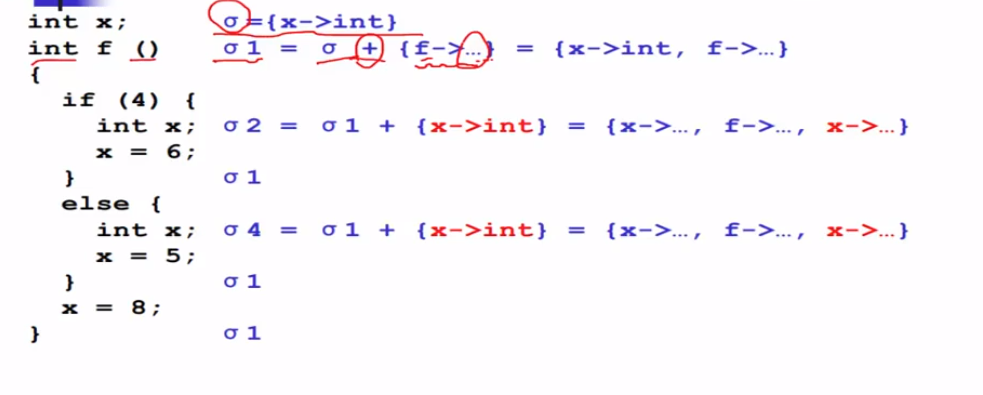 int x; σ={x->int}
int f () σ1 = σ + {f->…} = {x->int, f->…}
{
if (4) {
int x; σ2 = σ1 + {x->int} = {x->…, f->…, x->…}
x = 6;
} σ1
else {
int x; σ4 = σ1 + {x->int} = {x->…, f->…, x->…}
x = 5;
} σ1
x = 8;
} σ1